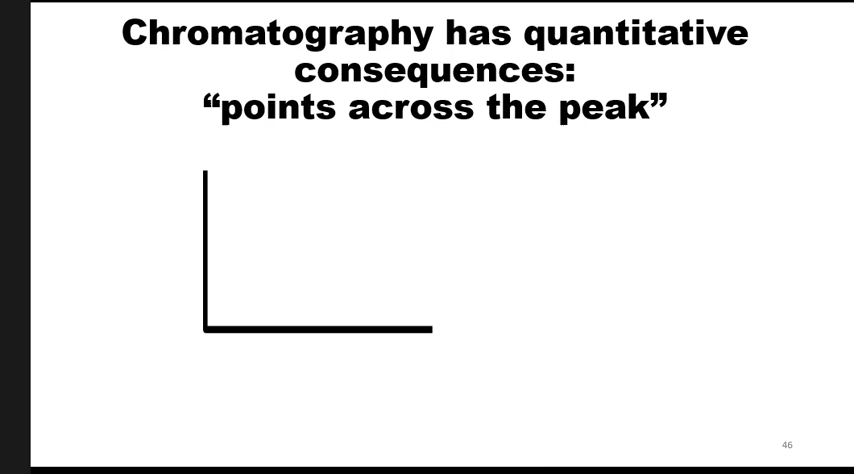 Chromatography has quantitative
consequences:
“points across the peak”
46